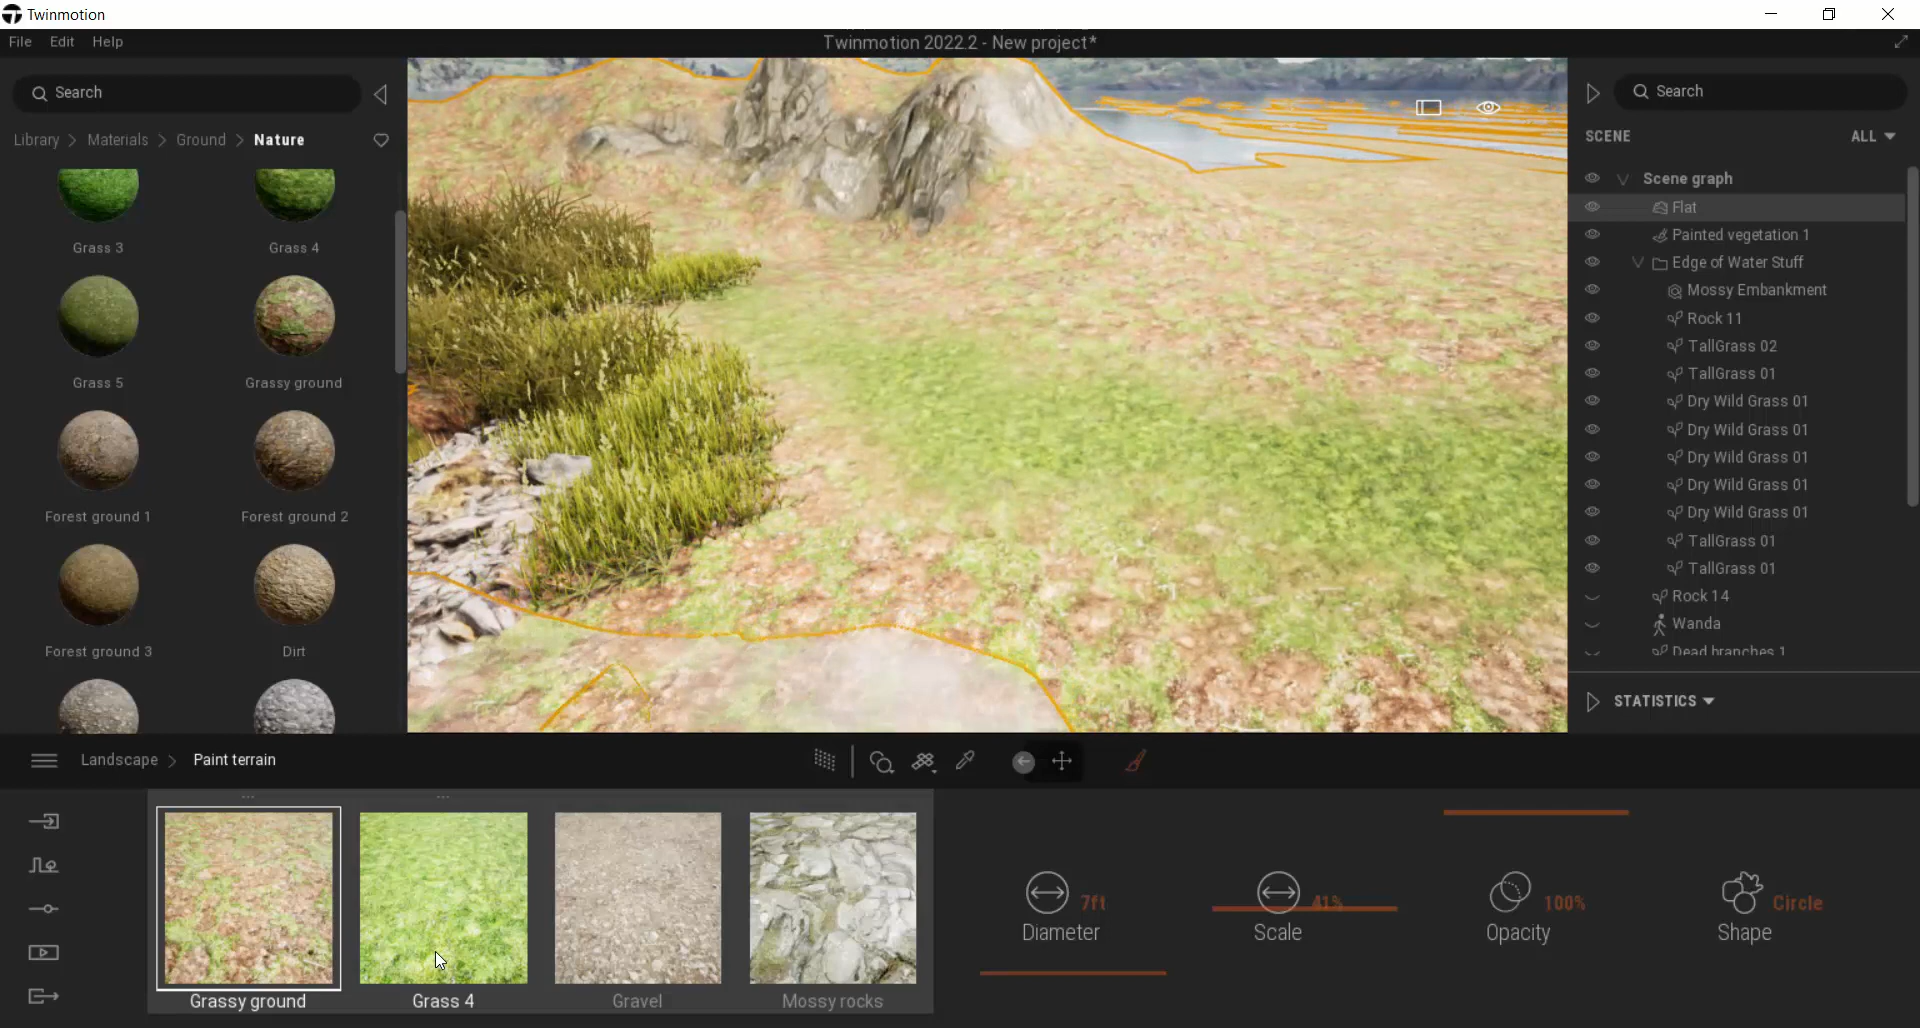 Twinmotion
File Edit Help
Twinmotion 2022.2 - New project*
Search
Library > Materials > Ground > Nature
Grass 3
Grass 4
Grass 5
Grassy ground
Forest ground 1
Forest ground 2
Forest ground 3
Dirt
Search
SCENE
ALL
Scene graph
Flat
Painted vegetation 1
Edge of Water Stuff
Mossy Embankment
Rock 11
TallGrass 02
TallGrass 01
Dry Wild Grass 01
Dry Wild Grass 01
Dry Wild Grass 01
Dry Wild Grass 01
Dry Wild Grass 01
TallGrass 01
TallGrass 01
Rock 14
Wanda
Dead branches 1
STATISTICS
Landscape > Paint terrain
Grassy ground
Grass 4
Gravel
Mossy rocks
7ft
Diameter
41%
Scale
100%
Opacity
Circle
Shape